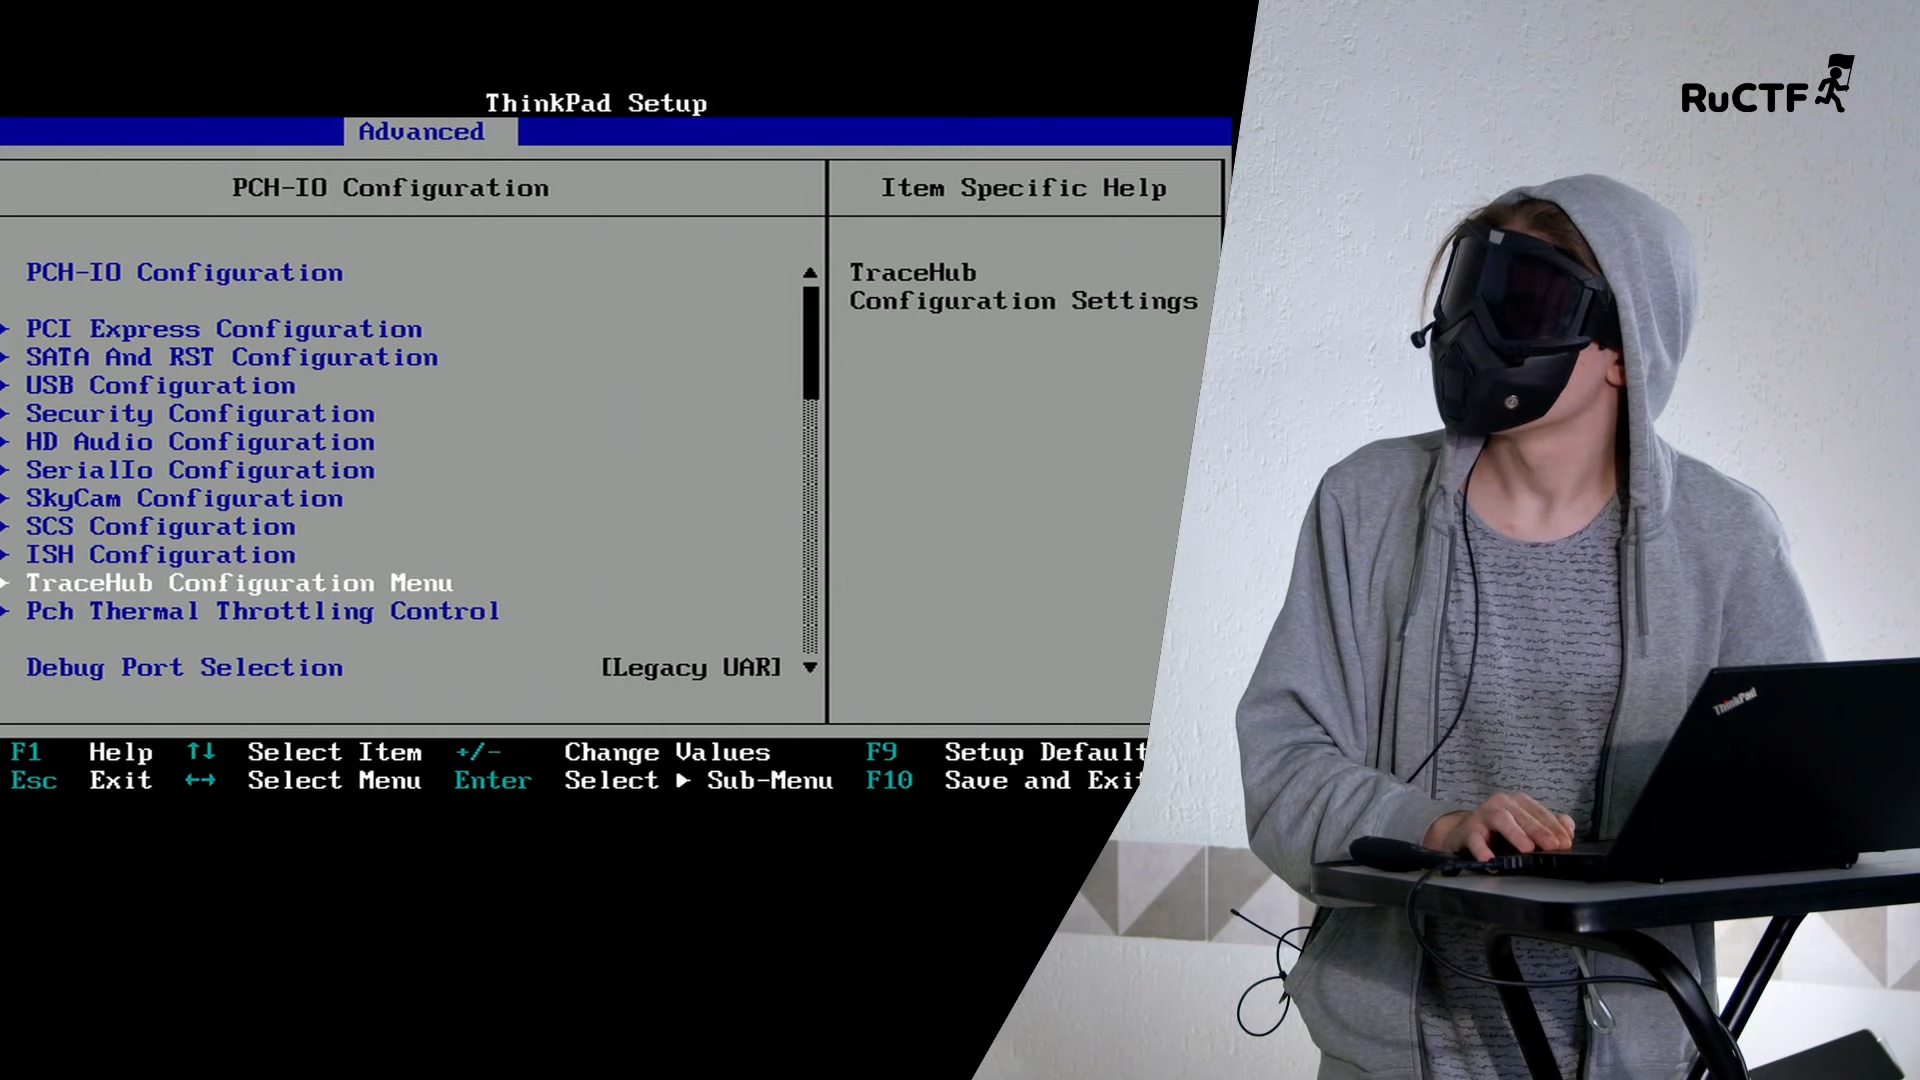 ThinkPad Setup
Advanced
PCH-IO Configuration
Item Specific Help
PCH-IO Configuration
PCI Express Configuration
SATA And RST Configuration
USB Configuration
Security Configuration
HD Audio Configuration
SerialIo Configuration
SkyCam Configuration
SCS Configuration
ISH Configuration
TraceHub Configuration Menu
Pch Thermal Throttling Control
Debug Port Selection [Legacy UAR]
TraceHub
Configuration Settings
F1 Help ↑↓ Select Item +/- Change Values F9 Setup Default
Esc Exit ←→ Select Menu Enter Select ▶ Sub-Menu F10 Save and Exit
RuCTF
ThinkPad